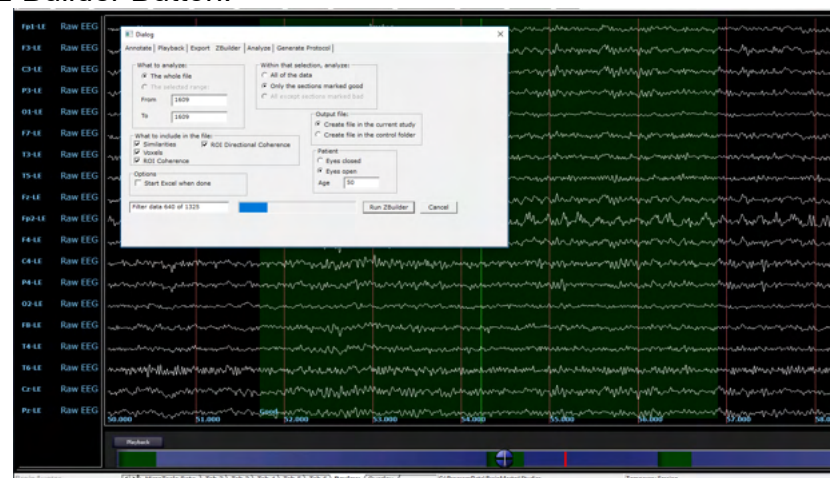 Z Builder Button.
Fp1-LE Raw EEG
F3-LE Raw EEG
C3-LE Raw EEG
P3-LE Raw EEG
O1-LE Raw EEG
F7-LE Raw EEG
T3-LE Raw EEG
T5-LE Raw EEG
Fz-LE Raw EEG
Fp2-LE Raw EEG
F4-LE Raw EEG
C4-LE Raw EEG
P4-LE Raw EEG
O2-LE Raw EEG
F8-LE Raw EEG
T4-LE Raw EEG
T6-LE Raw EEG
Cz-LE Raw EEG
Pz-LE Raw EEG
Dialog
Annotate Playback Export ZBuilder Analyze Generate Protocol
What to analyze:
The whole file
The selected range:
From 1609
To 1609
Within that selection, analyze:
All of the data
Only the sections marked good
All except sections marked bad
Output file:
Create file in the current study
Create file in the control folder
What to include in the file:
Similarities ROI Directional Coherence
Voxels
ROI Coherence
Patient
Eyes closed
Eyes open
Age 50
Options
Start Excel when done
Filter data 640 of 1325 Run ZBuilder Cancel
Good
50.000 51.000 52.000 53.000 54.000 55.000 56.000 57.000 58.0
Playback